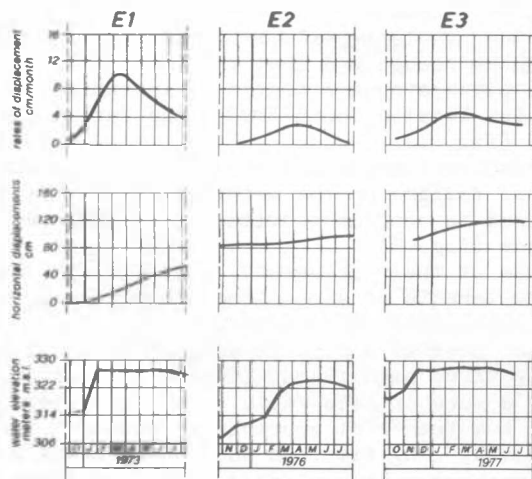 E1 E2 E3
rates of displacement
cm/month
16
12
8
4
0
horizontal displacements
cm
160
120
80
40
0
water elevation
meters m.s.l.
330
322
314
306
D J F M A M J J A
N D J F M A M J J
O N D J F M A M J J
1973 1976 1977